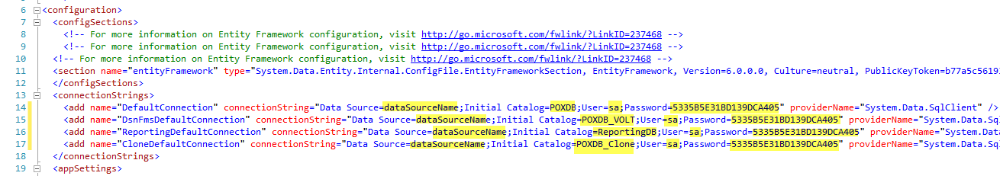 6 <configuration>
7 <configSections>
8 <!-- For more information on Entity Framework configuration, visit http://go.microsoft.com/fwlink/?LinkID=237468 -->
9 <!-- For more information on Entity Framework configuration, visit http://go.microsoft.com/fwlink/?LinkID=237468 -->
10 <!-- For more information on Entity Framework configuration, visit http://go.microsoft.com/fwlink/?LinkID=237468 -->
11 <section name="entityFramework" type="System.Data.Entity.Internal.ConfigFile.EntityFrameworkSection, EntityFramework, Version=6.0.0.0, Culture=neutral, PublicKeyToken=b77a5c5619
12 </configSections>
13 <connectionStrings>
14 <add name="DefaultConnection" connectionString="Data Source=dataSourceName;Initial Catalog=POXDB;User=sa;Password=5335B5E31BD139DCA405" providerName="System.Data.SqlClient" />
15 <add name="DsnFmsDefaultConnection" connectionString="Data Source=dataSourceName;Initial Catalog=POXDB_VOLT;User=sa;Password=5335B5E31BD139DCA405" providerName="System.Data.Sq
16 <add name="ReportingDefaultConnection" connectionString="Data Source=dataSourceName;Initial Catalog=ReportingDB;User=sa;Password=5335B5E31BD139DCA405" providerName="System.Da
17 <add name="CloneDefaultConnection" connectionString="Data Source=dataSourceName;Initial Catalog=POXDB_Clone;User=sa;Password=5335B5E31BD139DCA405" providerName="System.Data.Sq
18 </connectionStrings>
19 <appSettings>